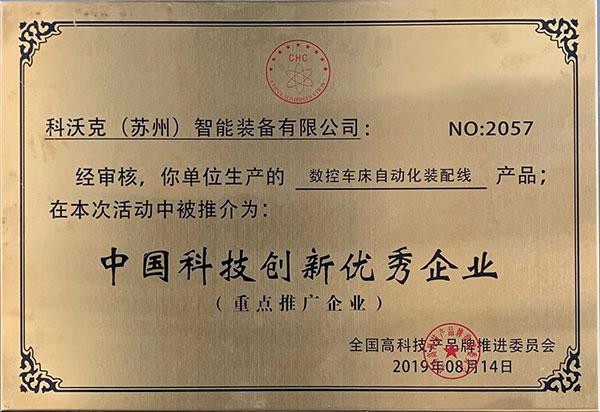 CHC
科沃克（苏州）智能装备有限公司： NO:2057
经审核，你单位生产的 数控车床自动化装配线 产品；
在本次活动中被推介为：
中国科技创新优秀企业
（重点推广企业）
全国高科技产品牌推进委员会
2019年08月14日